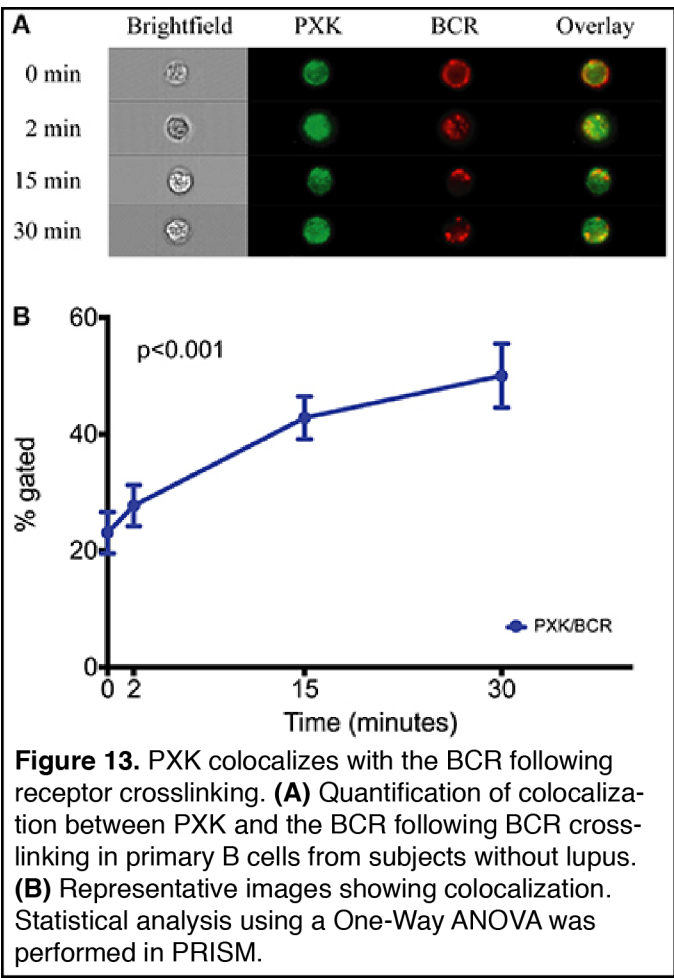 A Brightfield PXK BCR Overlay
0 min
2 min
15 min
30 min
B
60
p<0.001
40
% gated
20
PXK/BCR
0
0 2 15 30
Time (minutes)
Figure 13. PXK colocalizes with the BCR following
receptor crosslinking. (A) Quantification of colocaliza-
tion between PXK and the BCR following BCR cross-
linking in primary B cells from subjects without lupus.
(B) Representative images showing colocalization.
Statistical analysis using a One-Way ANOVA was
performed in PRISM.